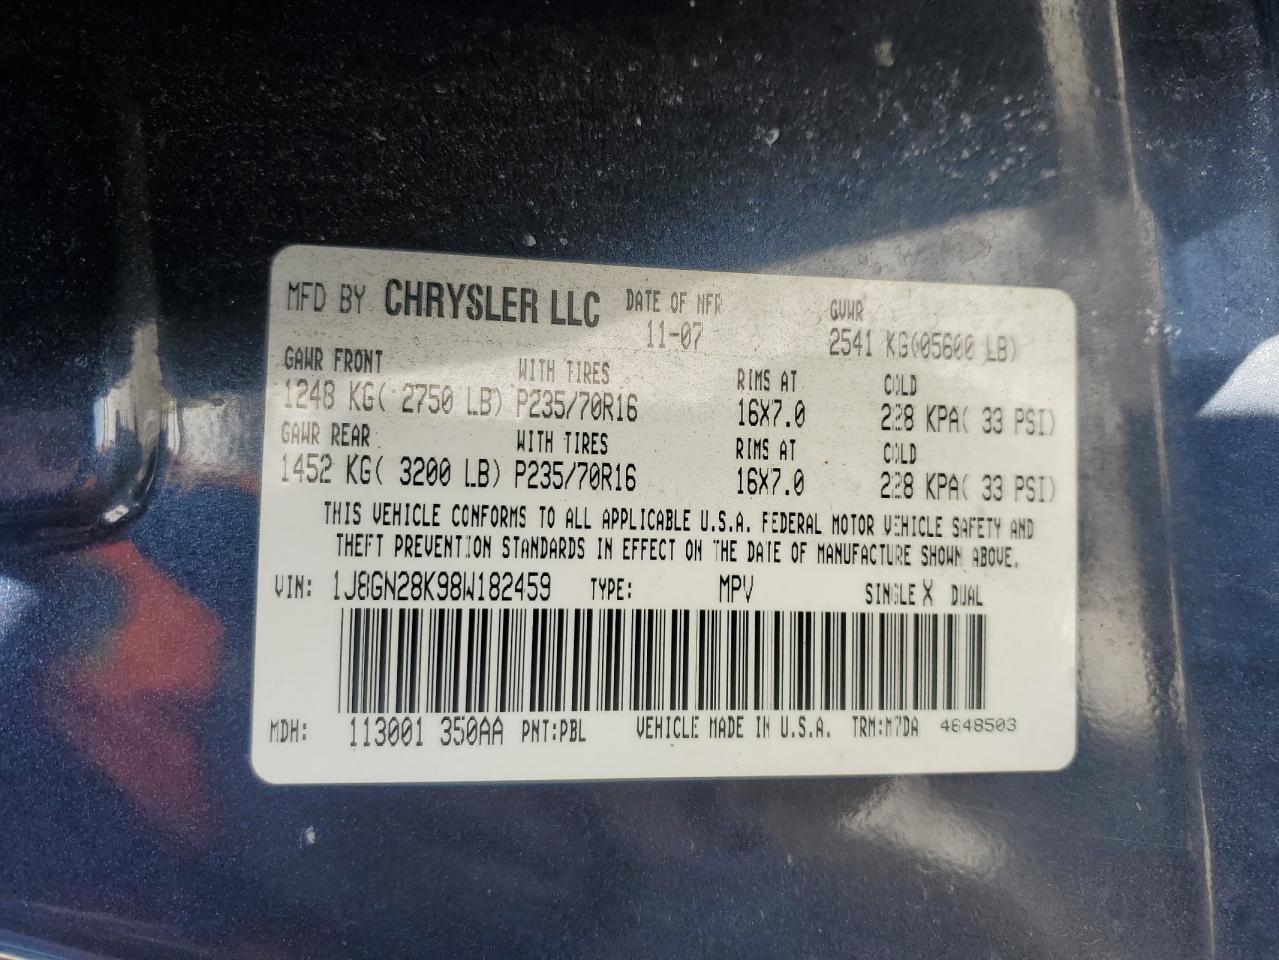 MFD BY CHRYSLER LLC DATE OF MFR GVWR
11-07 2541 KG(05600 LB)
GAWR FRONT WITH TIRES RIMS AT COLD
1248 KG( 2750 LB) P235/70R16 16X7.0 228 KPA( 33 PSI)
GAWR REAR WITH TIRES RIMS AT COLD
1452 KG( 3200 LB) P235/70R16 16X7.0 228 KPA( 33 PSI)
THIS VEHICLE CONFORMS TO ALL APPLICABLE U.S.A. FEDERAL MOTOR VEHICLE SAFETY AND
THEFT PREVENTION STANDARDS IN EFFECT ON THE DATE OF MANUFACTURE SHOWN ABOVE.
VIN: 1J8GN28K98W182459 TYPE: MPV SINGLE X DUAL
MDH: 113001 350AA PNT:PBL VEHICLE MADE IN U.S.A. TRM:M7DA 4648503